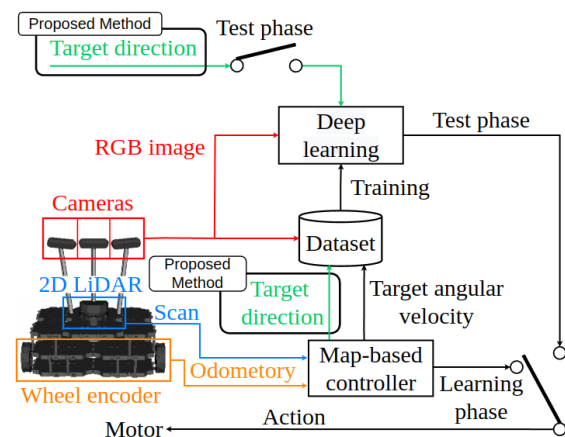 Proposed Method
Test phase
Target direction
Deep
learning
Test phase
RGB image
Training
Cameras
Dataset
Proposed
Method
2D LiDAR
Target
direction
Target angular
velocity
Scan
Map-based
controller
Odometory
Learning
phase
Wheel encoder
Action
Motor